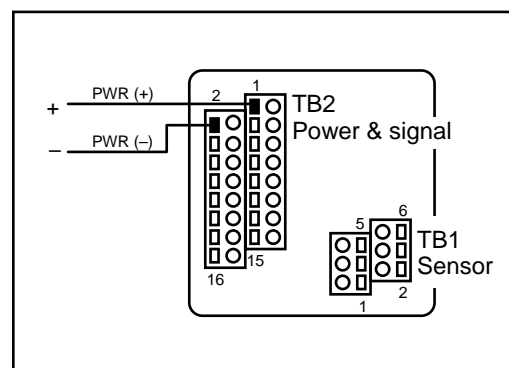 + PWR (+) 2 1 TB2
Power & signal
− PWR (–)
5 6
TB1
Sensor
16 15
1 2